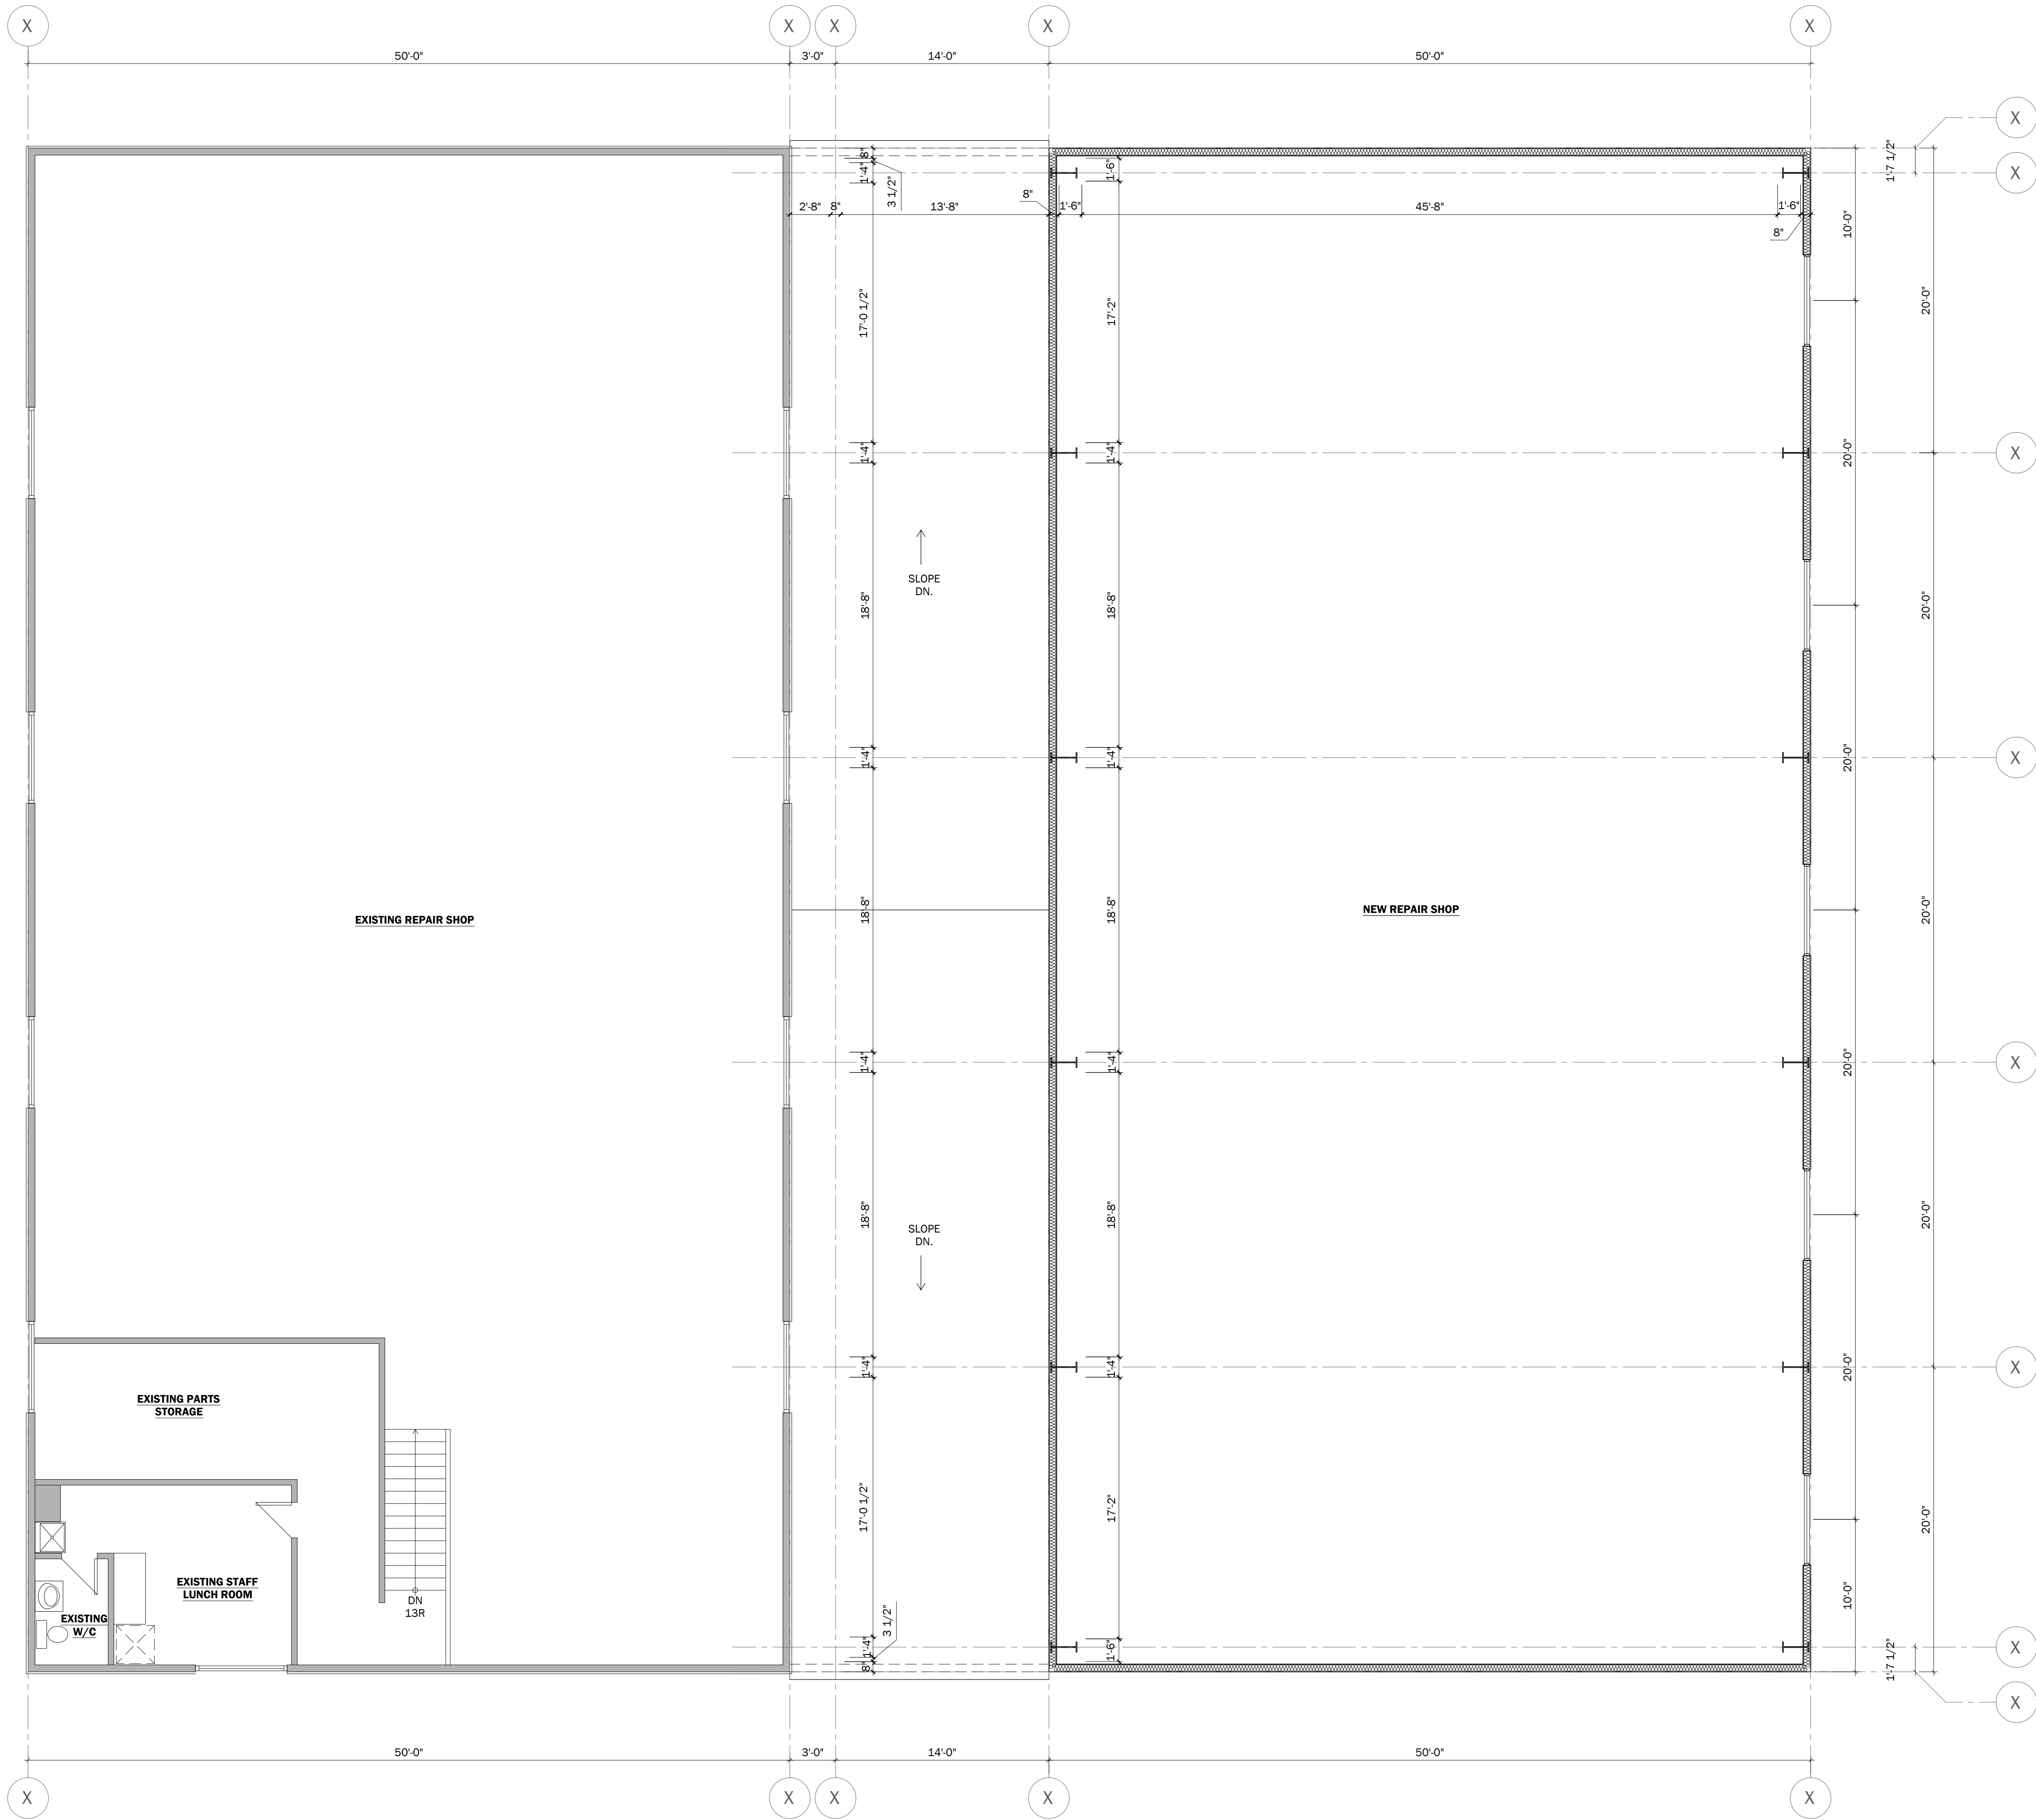 X
X
X
X
X
50'-0"
3'-0"
14'-0"
50'-0"
X
1'-7 1/2"
X
8"
1'-4"
3 1/2"
1'-6"
2'-8"
8"
13'-8"
8"
1'-6"
45'-8"
1'-6"
8"
10'-0"
17'-0 1/2"
17'-2"
20'-0"
1'-4"
1'-4"
20'-0"
X
SLOPE
DN.
18'-8"
18'-8"
20'-0"
1'-4"
1'-4"
20'-0"
X
EXISTING REPAIR SHOP
18'-8"
18'-8"
NEW REPAIR SHOP
20'-0"
1'-4"
1'-4"
20'-0"
X
18'-8"
SLOPE
DN.
18'-8"
20'-0"
1'-4"
1'-4"
20'-0"
X
EXISTING PARTS
STORAGE
17'-0 1/2"
17'-2"
20'-0"
EXISTING STAFF
LUNCH ROOM
EXISTING
W/C
DN
13R
10'-0"
3 1/2"
1'-4"
8"
1'-6"
X
1'-7 1/2"
X
50'-0"
3'-0"
14'-0"
50'-0"
X
X
X
X
X